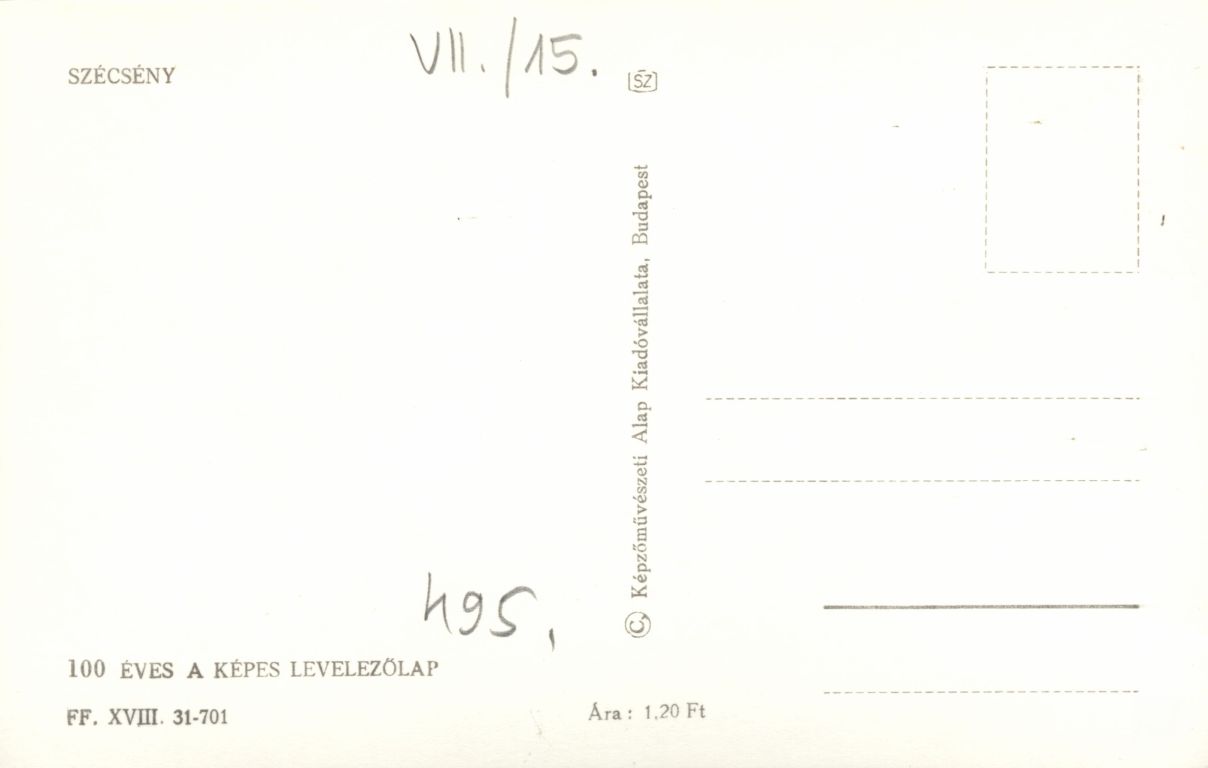 SZÉCSÉNY
VII./15.
SZ
© Képzőművészeti Alap Kiadóvállalata, Budapest
495,
100 ÉVES A KÉPES LEVELEZŐLAP
FF. XVIII. 31-701
Ára: 1,20 Ft